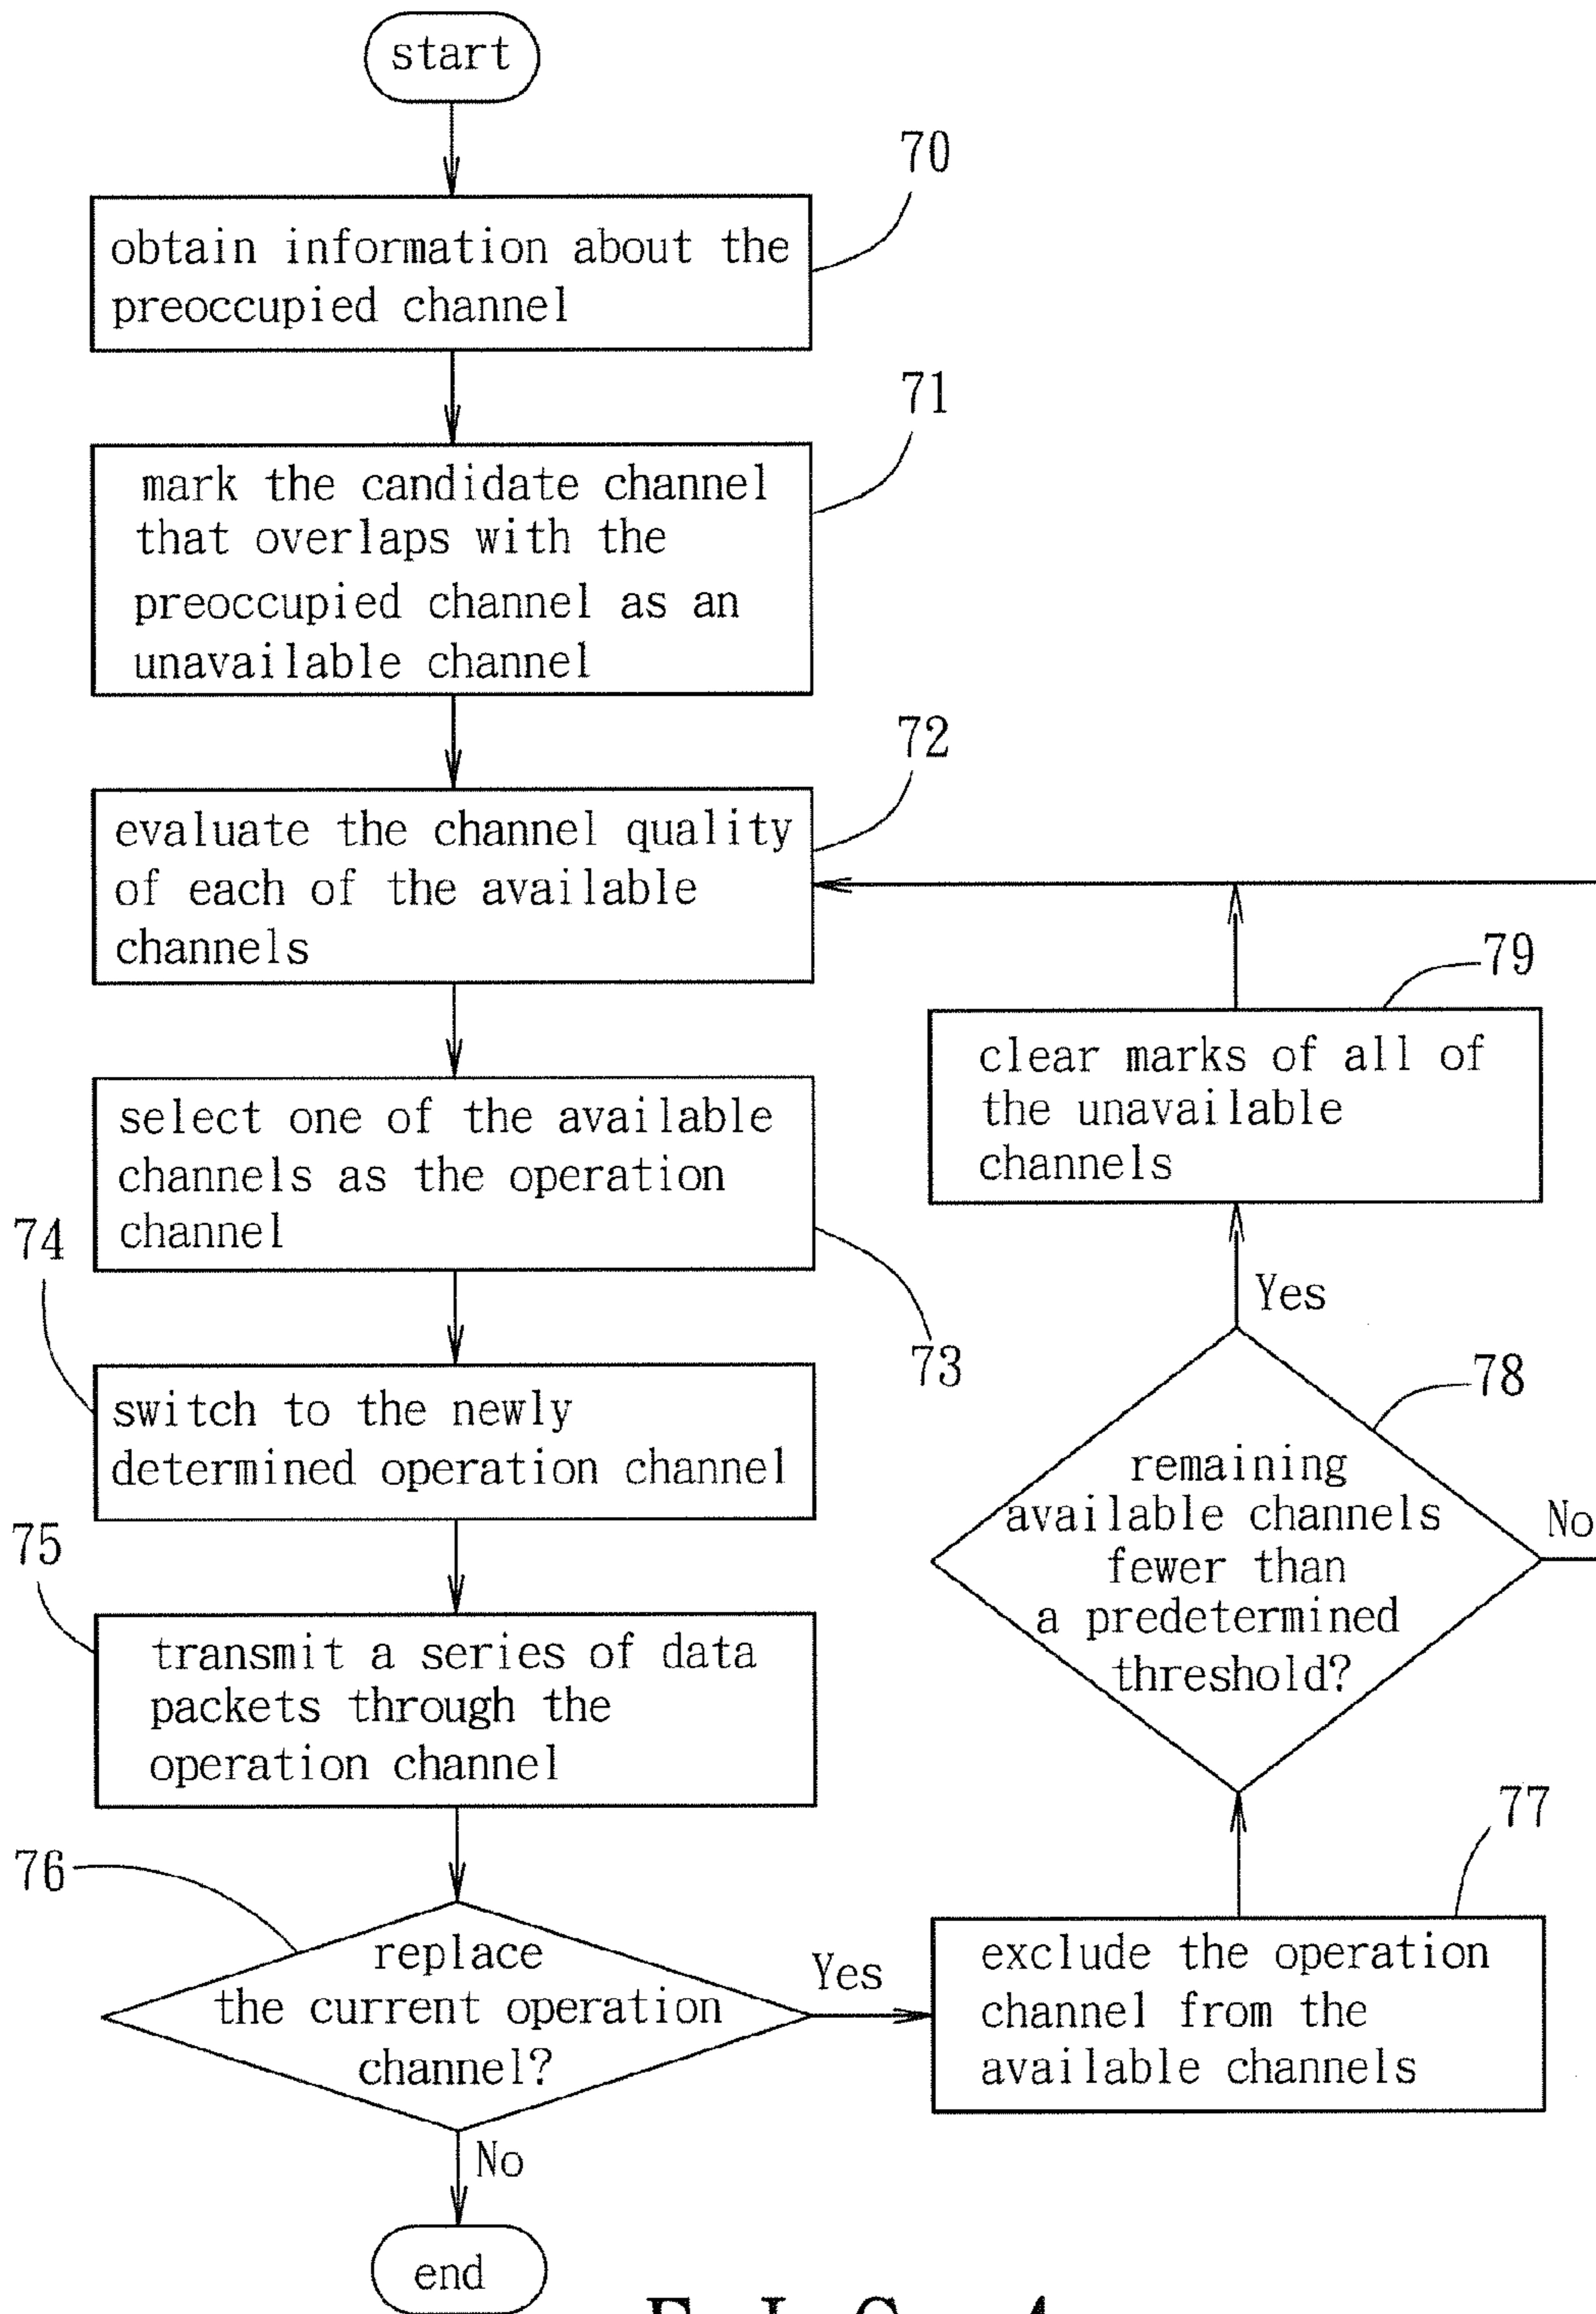 start
70
obtain information about the
preoccupied channel
71
mark the candidate channel
that overlaps with the
preoccupied channel as an
unavailable channel
72
evaluate the channel quality
of each of the available
channels
79
clear marks of all of
the unavailable
channels
select one of the available
channels as the operation
channel
73
74
switch to the newly
determined operation channel
Yes
78
remaining
available channels
fewer than
a predetermined
threshold?
No
75
transmit a series of data
packets through the
operation channel
76
replace
the current operation
channel?
Yes
77
exclude the operation
channel from the
available channels
No
end
F I G. 4